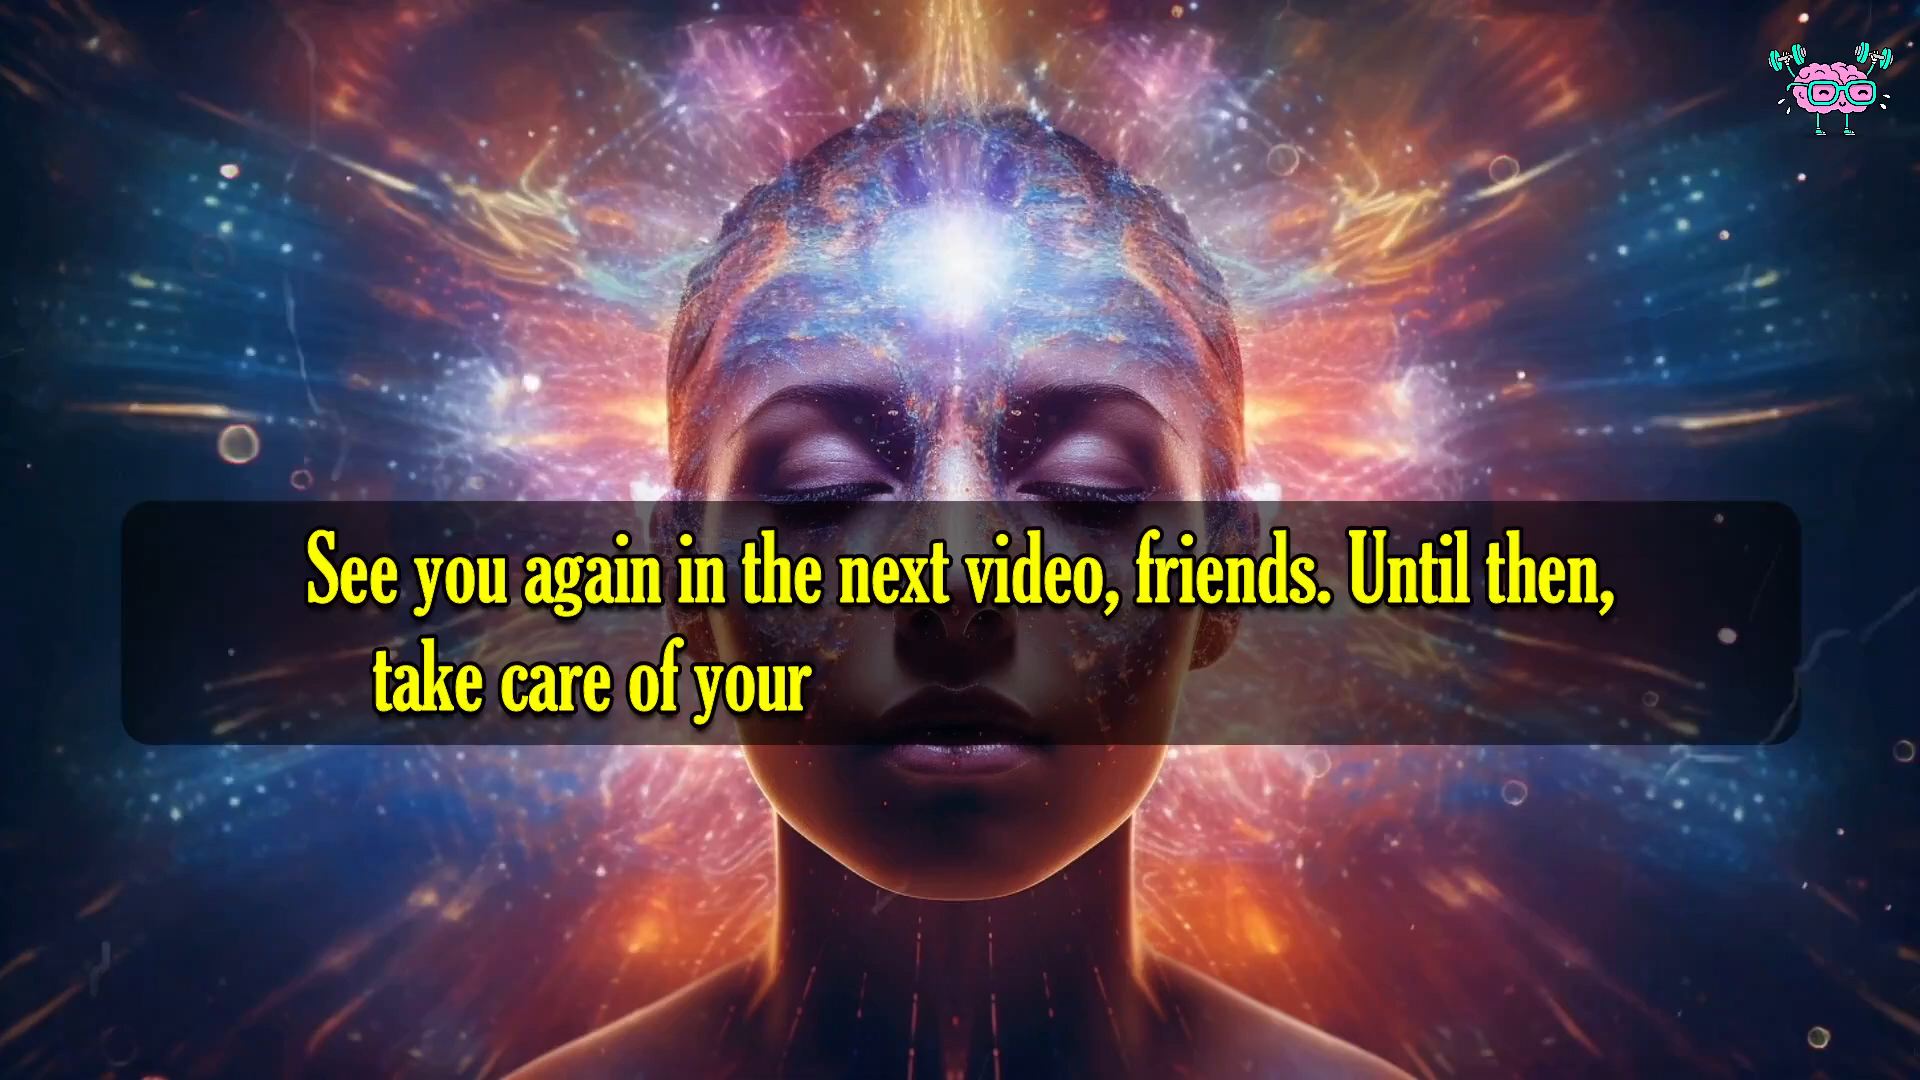 See you again in the next video, friends. Until then,
take care of your